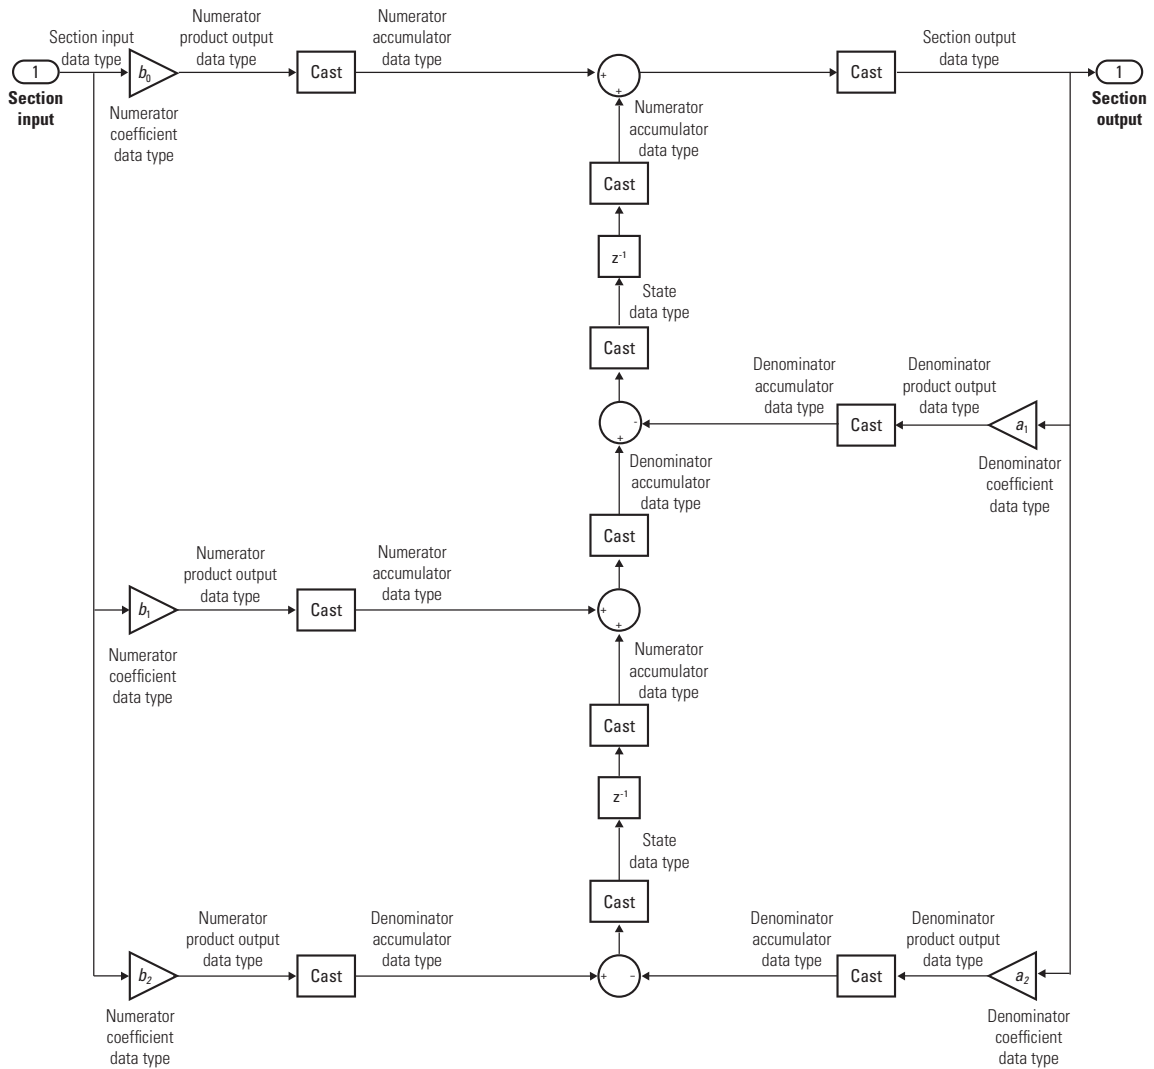 Section input
data type
Numerator
product output
data type
Numerator
accumulator
data type
Section output
data type
1
Section
input
b0
Cast
+
+
Cast
1
Section
output
Numerator
coefficient
data type
Numerator
accumulator
data type
Cast
z-1
State
data type
Cast
Denominator
accumulator
data type
Denominator
product output
data type
-
+
Cast
a1
Denominator
coefficient
data type
Denominator
accumulator
data type
Cast
Numerator
product output
data type
Numerator
accumulator
data type
b1
Cast
+
+
Numerator
coefficient
data type
Numerator
accumulator
data type
Cast
z-1
State
data type
Cast
Numerator
product output
data type
Denominator
accumulator
data type
Denominator
accumulator
data type
Denominator
product output
data type
b2
Cast
+
-
Cast
a2
Numerator
coefficient
data type
Denominator
coefficient
data type